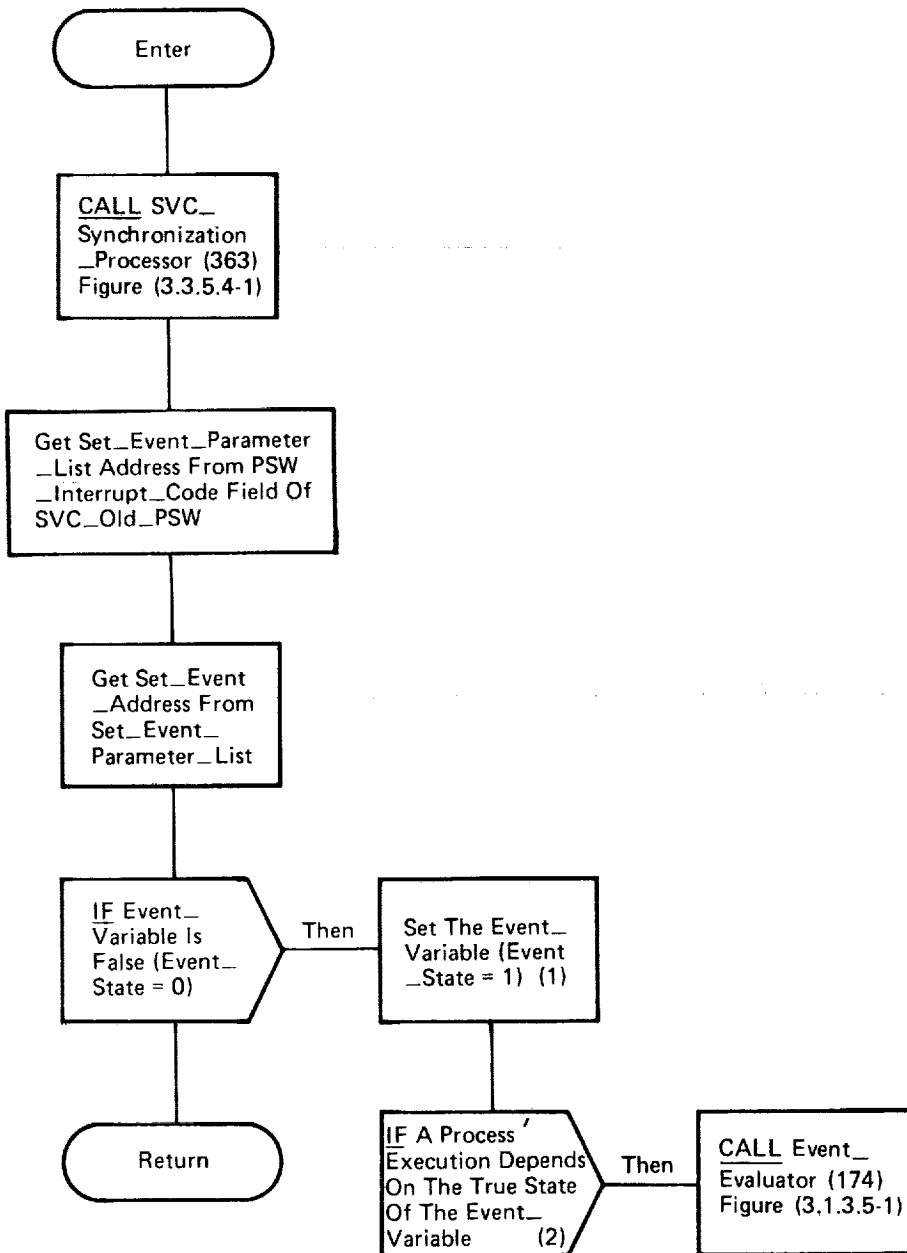 Enter
CALL SVC_
Synchronization
_Processor (363)
Figure (3.3.5.4-1)
Get Set_Event_Parameter
_List Address From PSW
_Interrupt_Code Field Of
SVC_Old_PSW
Get Set_Event
_Address From
Set_Event_
Parameter_List
IF Event_
Variable Is
False (Event_
State = 0)
Then
Set The Event_
Variable (Event
_State = 1) (1)
Return
IF A Process'
Execution Depends
On The True State
Of The Event_
Variable (2)
Then
CALL Event_
Evaluator (174)
Figure (3.1.3.5-1)